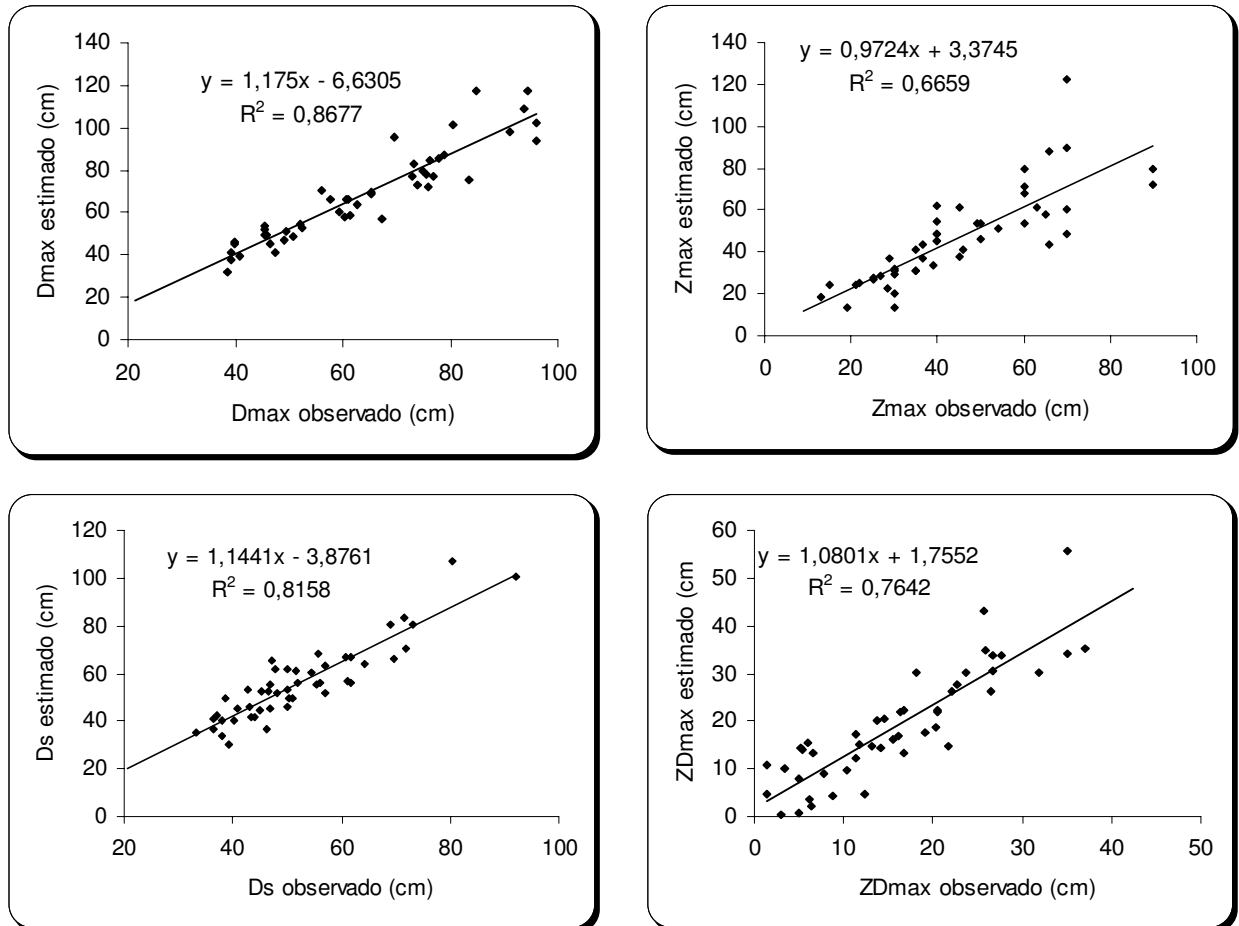 140
120
100
80
60
40
20
0
y = 1,175x - 6,6305
R² = 0,8677
Dmax estimado (cm)
20 40 60 80 100
Dmax observado (cm)
140
120
100
80
60
40
20
0
y = 0,9724x + 3,3745
R² = 0,6659
Zmax estimado (cm)
0 20 40 60 80 100
Zmax observado (cm)
120
100
80
60
40
20
0
y = 1,1441x - 3,8761
R² = 0,8158
Ds estimado (cm)
20 40 60 80 100
Ds observado (cm)
60
50
40
30
20
10
0
y = 1,0801x + 1,7552
R² = 0,7642
ZDmax estimado (cm
0 10 20 30 40 50
ZDmax observado (cm)